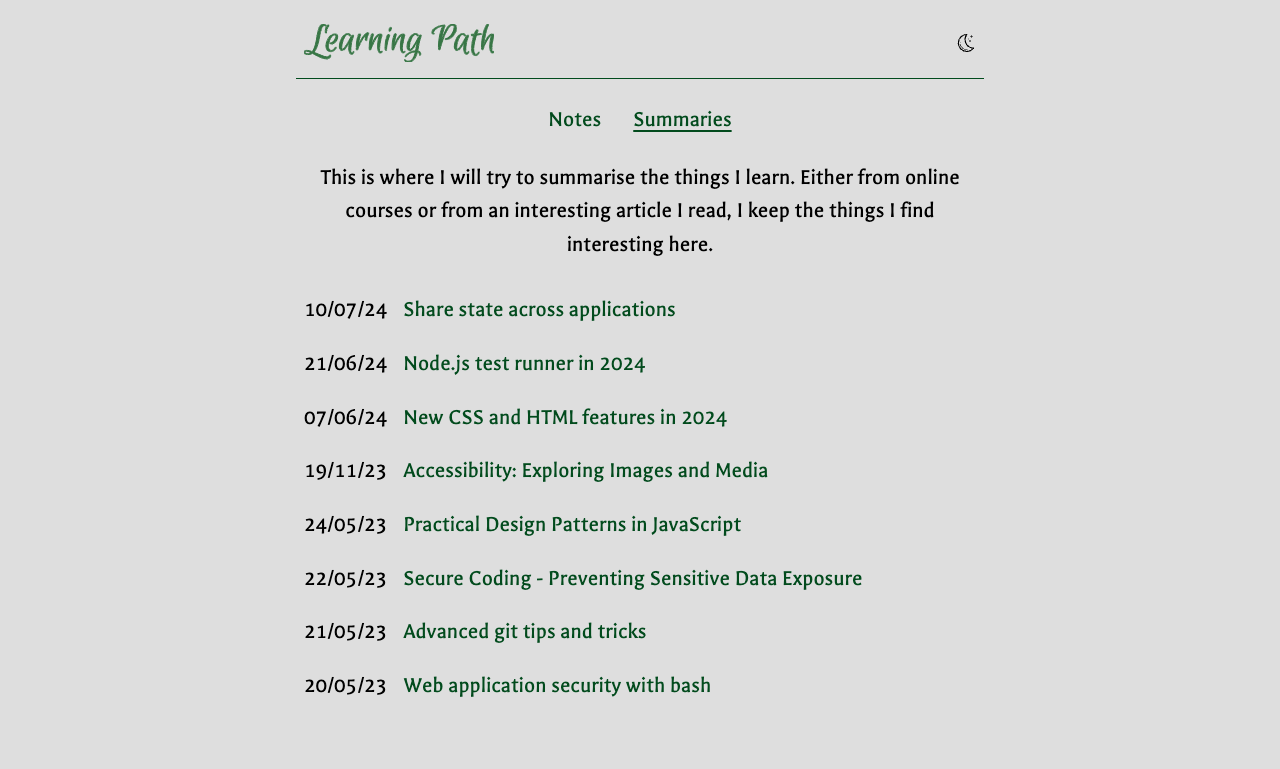 Learning Path
Notes Summaries
This is where I will try to summarise the things I learn. Either from online
courses or from an interesting article I read, I keep the things I find
interesting here.
10/07/24 Share state across applications
21/06/24 Node.js test runner in 2024
07/06/24 New CSS and HTML features in 2024
19/11/23 Accessibility: Exploring Images and Media
24/05/23 Practical Design Patterns in JavaScript
22/05/23 Secure Coding - Preventing Sensitive Data Exposure
21/05/23 Advanced git tips and tricks
20/05/23 Web application security with bash